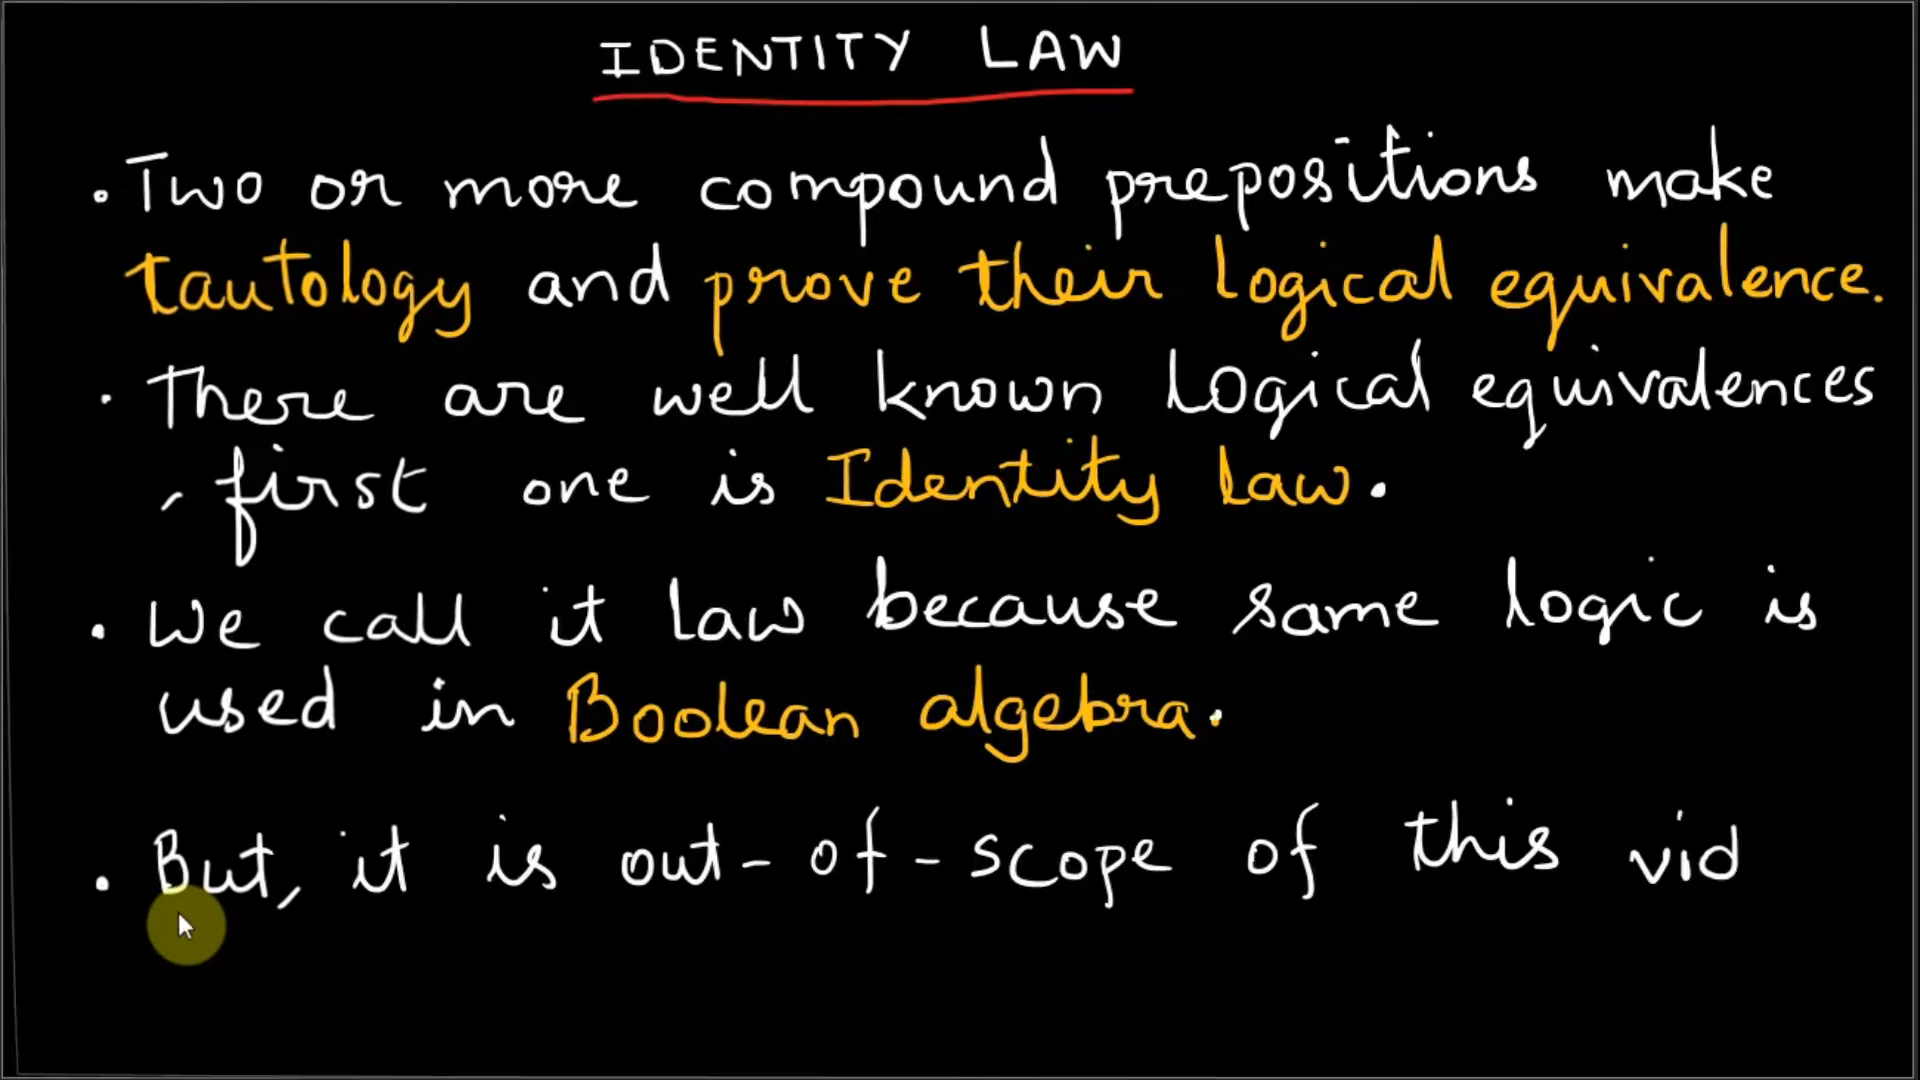 IDENTITY LAW
• Two or more compound prepositions make
tautology and prove their logical equivalence.
• There are well known logical equivalences
, first one is Identity law.
• We call it law because same logic is
used in Boolean algebra.
• But, it is out-of-scope of this vid